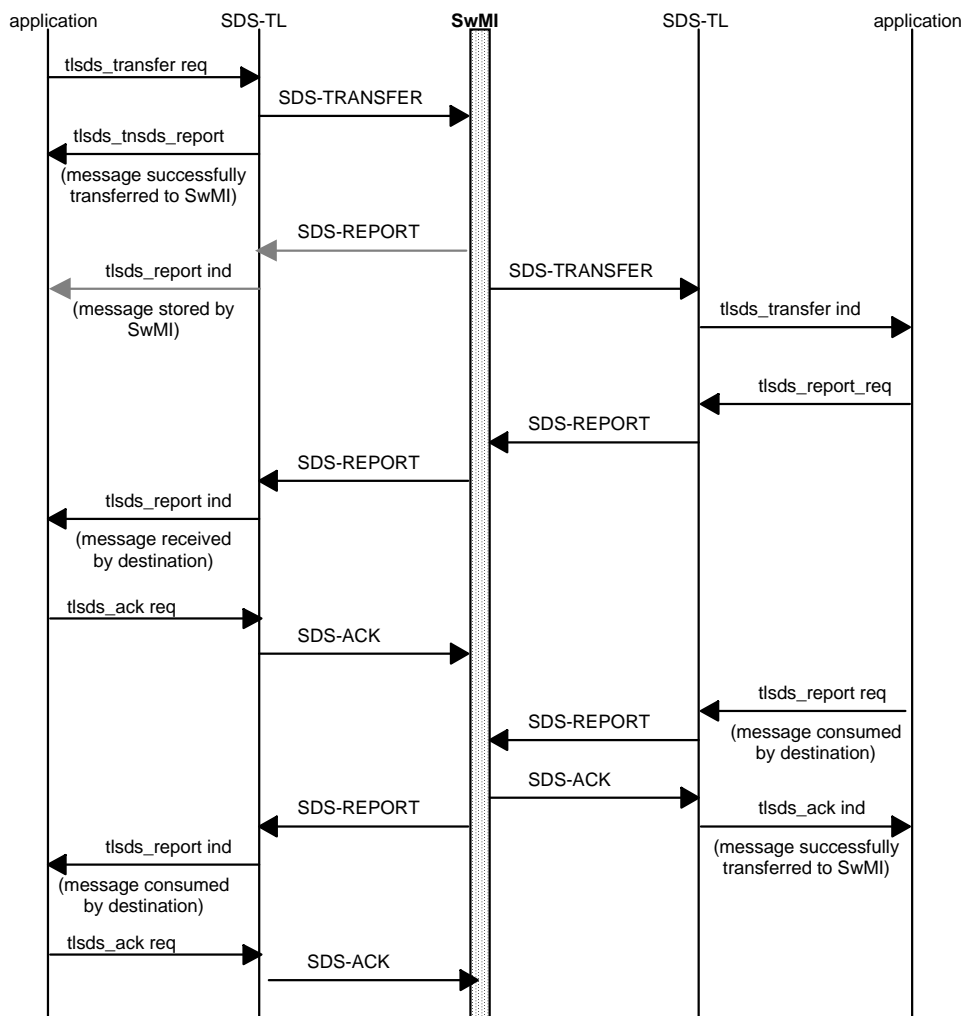 application
SDS-TL
SwMI
SDS-TL
application
tlsds_transfer req
SDS-TRANSFER
tlsds_tnsds_report
(message successfully
transferred to SwMI)
SDS-REPORT
tlsds_report ind
SDS-TRANSFER
(message stored by
SwMI)
tlsds_transfer ind
tlsds_report_req
SDS-REPORT
SDS-REPORT
tlsds_report ind
(message received
by destination)
tlsds_ack req
SDS-ACK
tlsds_report req
SDS-REPORT
(message consumed
by destination)
SDS-ACK
SDS-REPORT
tlsds_ack ind
tlsds_report ind
(message successfully
transferred to SwMI)
(message consumed
by destination)
tlsds_ack req
SDS-ACK